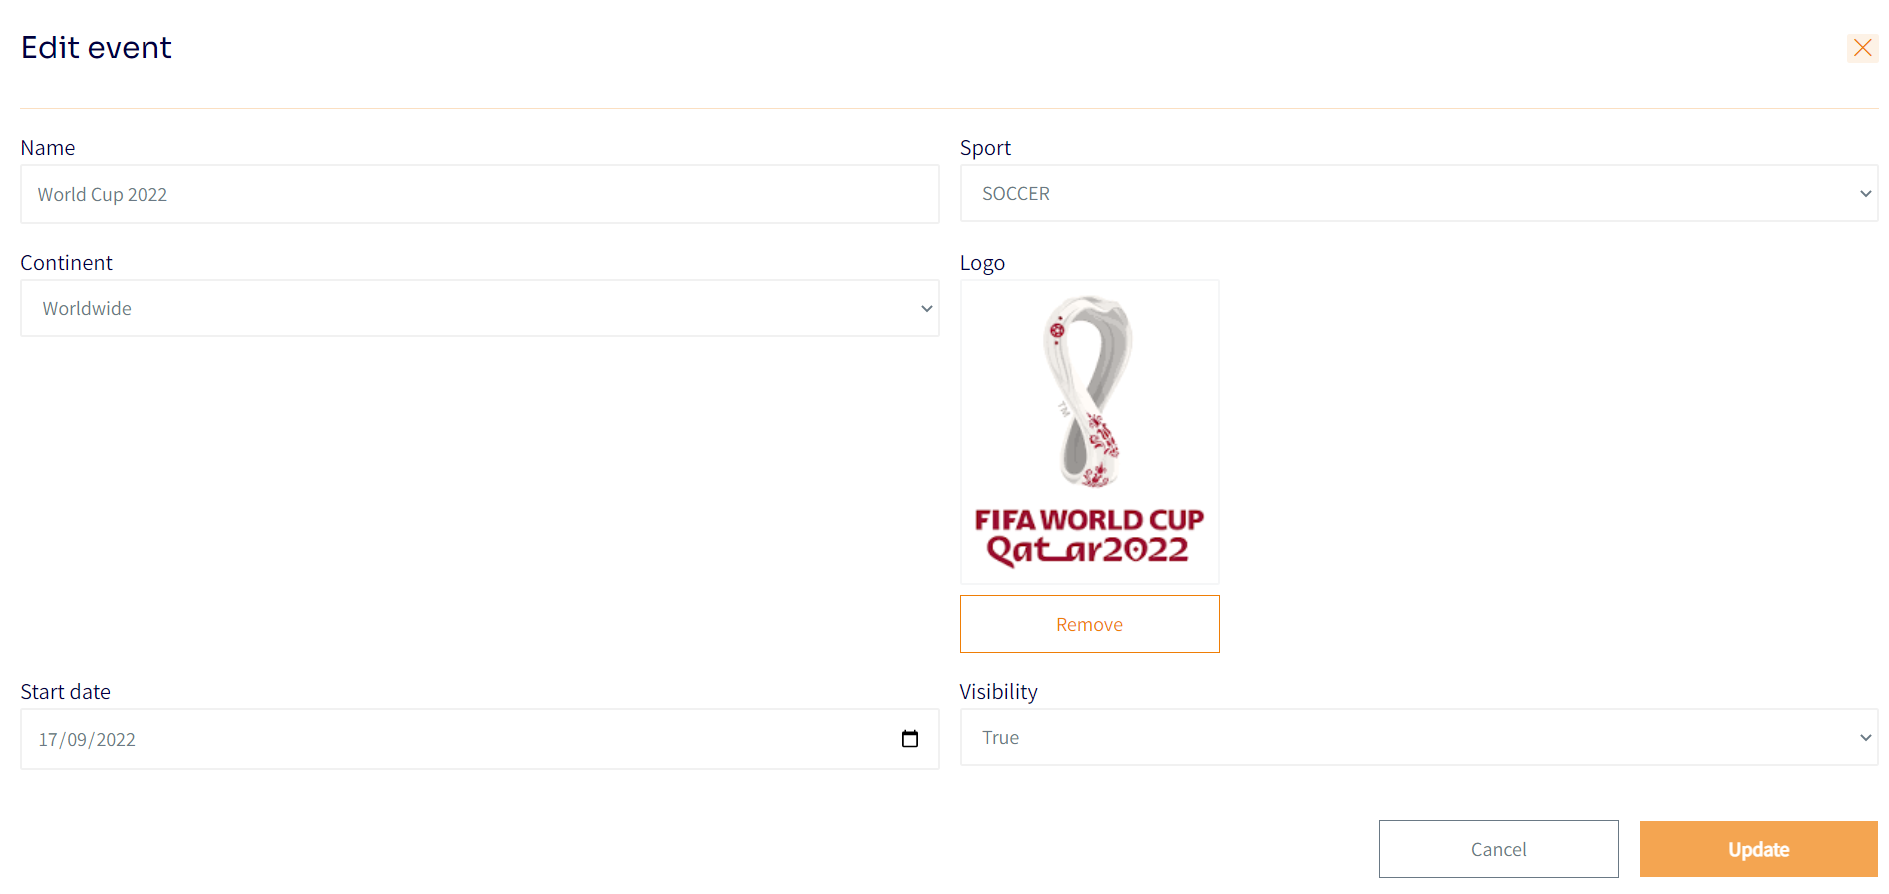 Edit event
Name
Sport
World Cup 2022
SOCCER
Continent
Logo
Worldwide
TM
FIFA WORLD CUP
Qatar2022
Remove
Start date
Visibility
17/09/2022
True
Cancel
Update